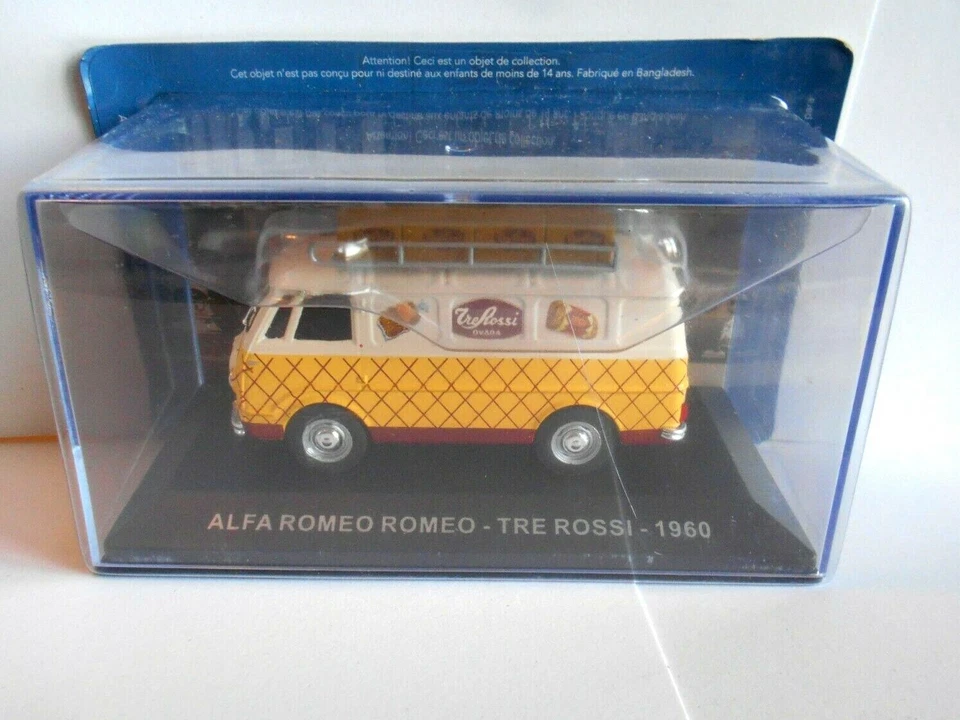 Attention! Ceci est un objet de collection.
Cet objet n'est pas conçu pour ni destiné aux enfants de moins de 14 ans. Fabriqué en Bangladesh.
TreRossi
NVARA
ALFA ROMEO ROMEO - TRE ROSSI - 1960